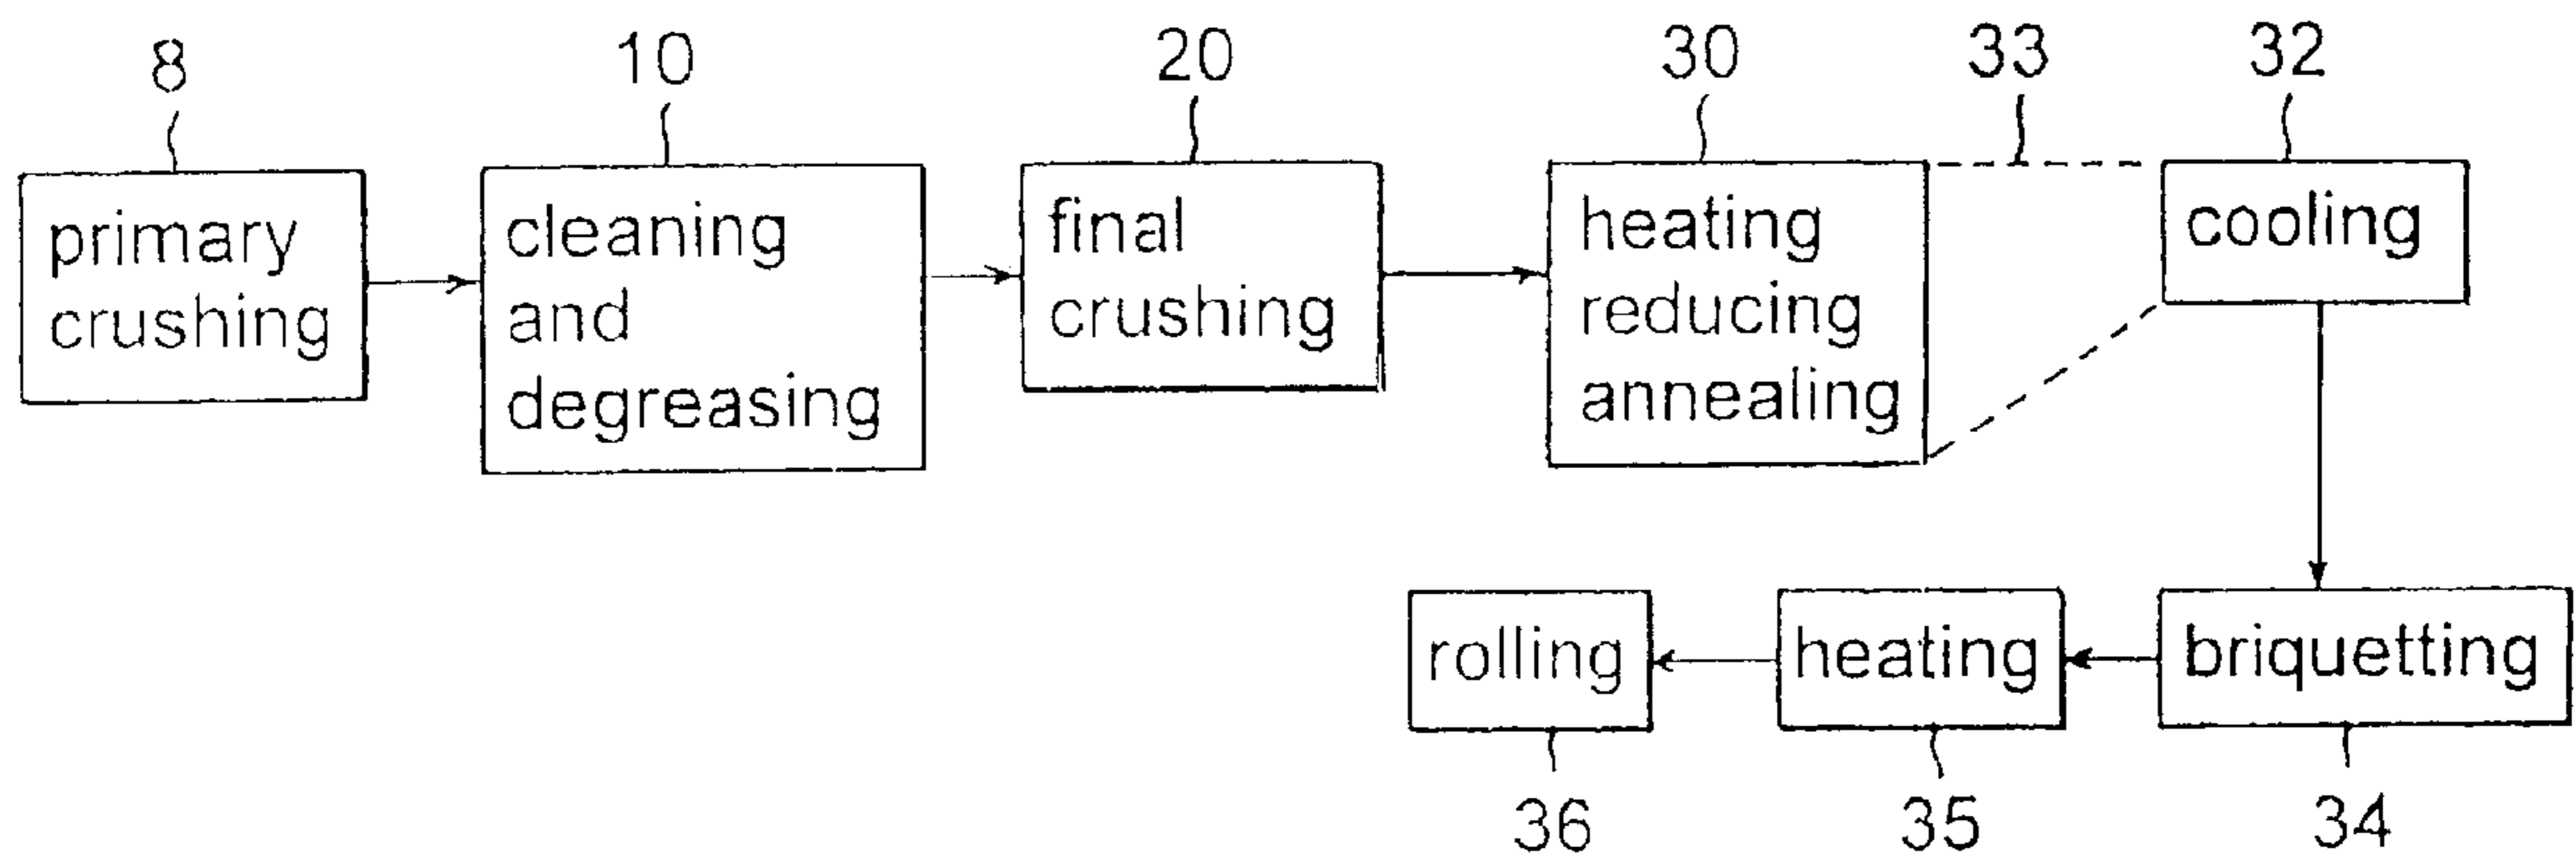 8
10
20
30
33
32
primary
crushing
cleaning
and
degreasing
final
crushing
heating
reducing
annealing
cooling
rolling
heating
briquetting
36
35
34